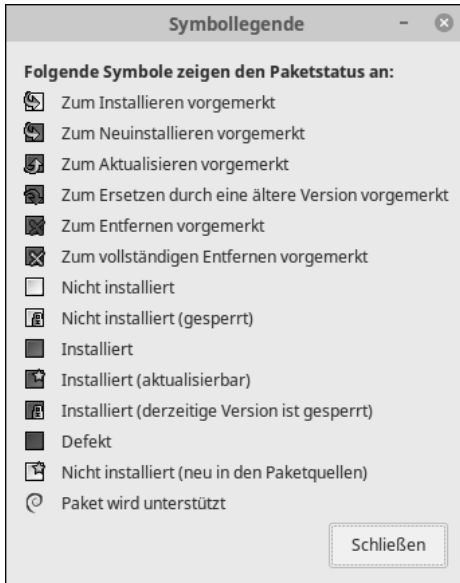 Symbollegende
Folgende Symbole zeigen den Paketstatus an:
Zum Installieren vorgemerkt
Zum Neuinstallieren vorgemerkt
Zum Aktualisieren vorgemerkt
Zum Ersetzen durch eine ältere Version vorgemerkt
Zum Entfernen vorgemerkt
Zum vollständigen Entfernen vorgemerkt
Nicht installiert
Nicht installiert (gesperrt)
Installiert
Installiert (aktualisierbar)
Installiert (derzeitige Version ist gesperrt)
Defekt
Nicht installiert (neu in den Paketquellen)
Paket wird unterstützt
Schließen